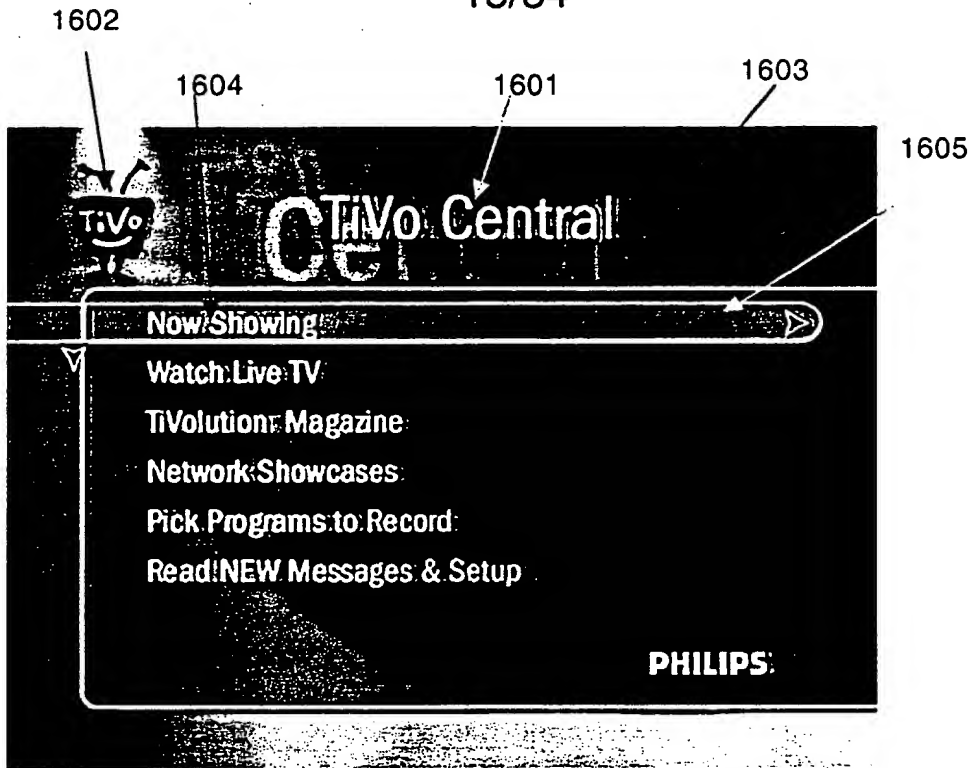 1602
1604
1601
1603
1605
TiVo
TiVo Central
Now Showing
Watch Live TV
TiVolution Magazine
Network Showcases
Pick Programs to Record
Read NEW Messages & Setup
PHILIPS